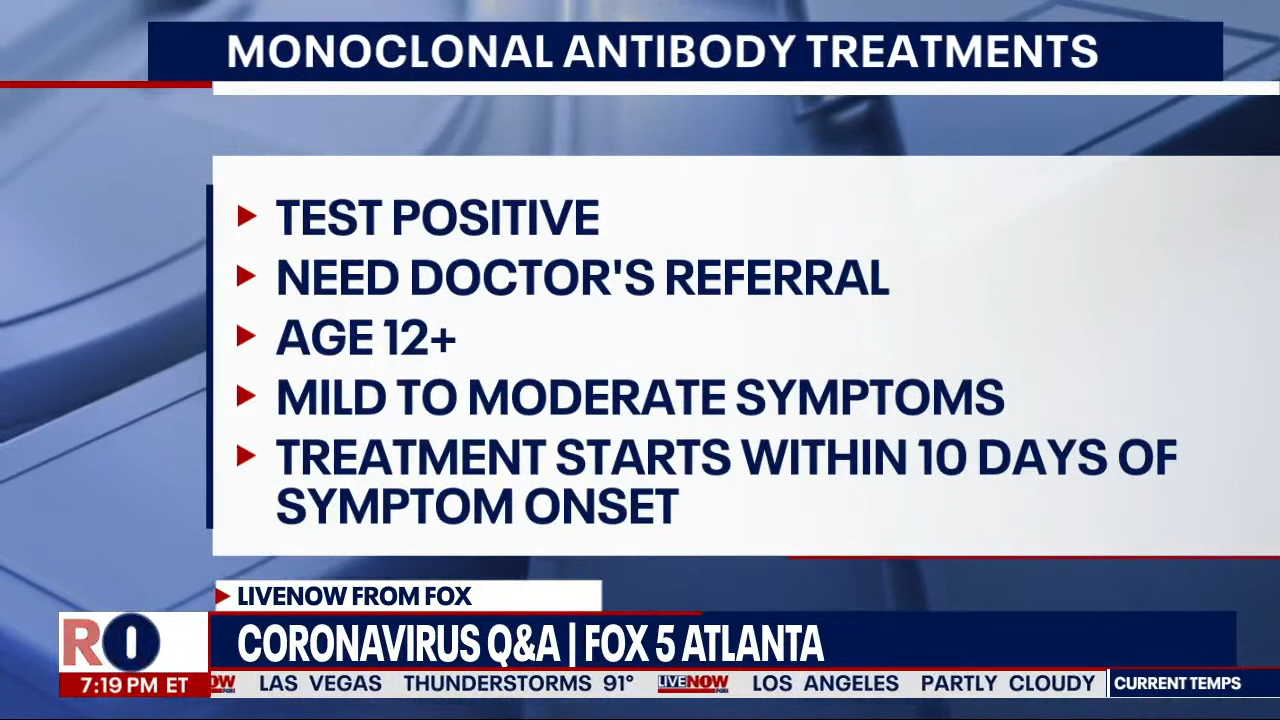 MONOCLONAL ANTIBODY TREATMENTS
TEST POSITIVE
NEED DOCTOR'S REFERRAL
AGE 12+
MILD TO MODERATE SYMPTOMS
TREATMENT STARTS WITHIN 10 DAYS OF
SYMPTOM ONSET
LIVENOW FROM FOX
CORONAVIRUS Q&A | FOX 5 ATLANTA
7:19 PM ET
LAS VEGAS THUNDERSTORMS 91° LIVENOW LOS ANGELES PARTLY CLOUDY CURRENT TEMPS